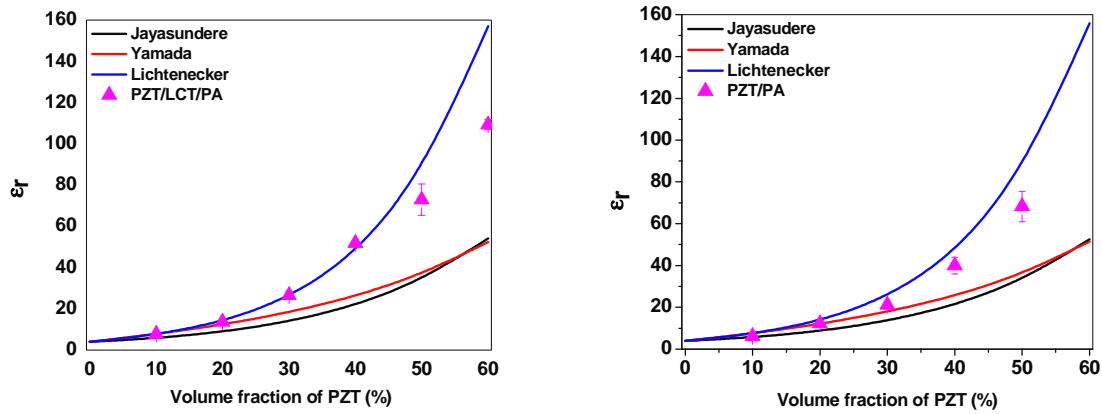 160
140
120
100
80
60
40
20
0
εr
Jayasundere
Yamada
Lichtenecker
PZT/LCT/PA
0 10 20 30 40 50 60
Volume fraction of PZT (%)
160
140
120
100
80
60
40
20
0
εr
Jayasudere
Yamada
Lichtenecker
PZT/PA
0 10 20 30 40 50 60
Volume fraction of PZT (%)